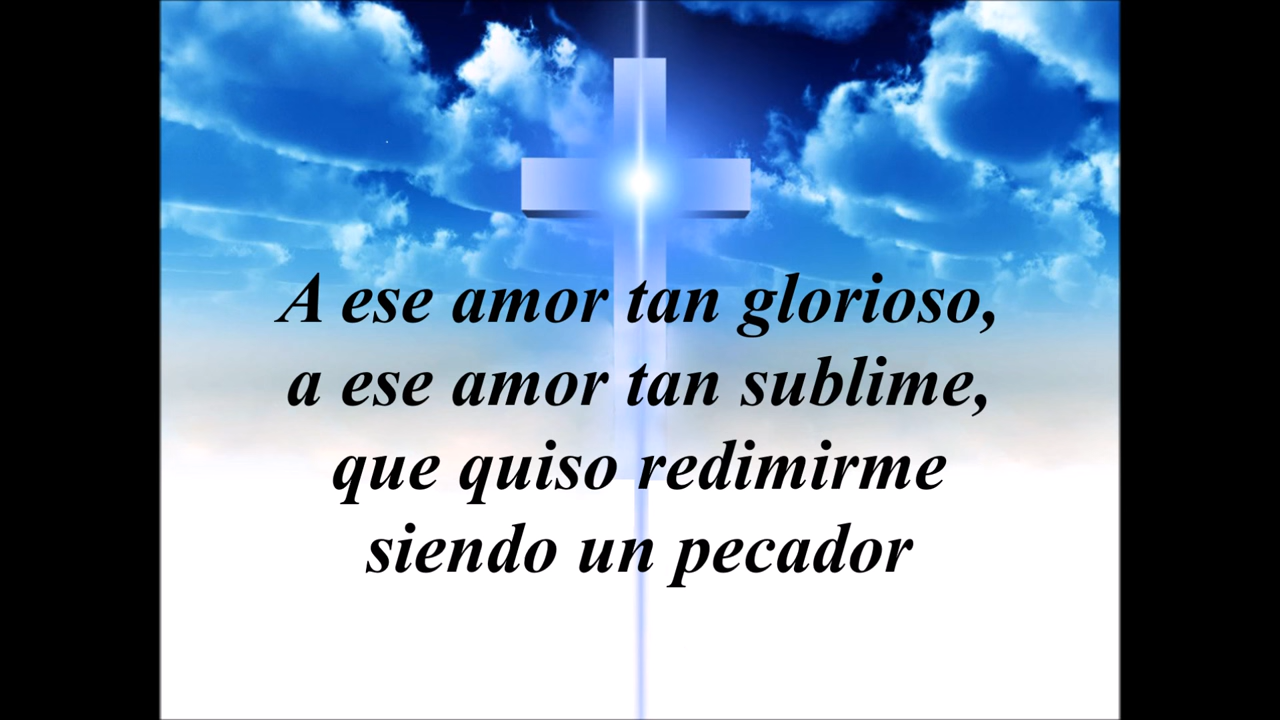 A ese amor tan glorioso,
a ese amor tan sublime,
que quiso redimirme
siendo un pecador